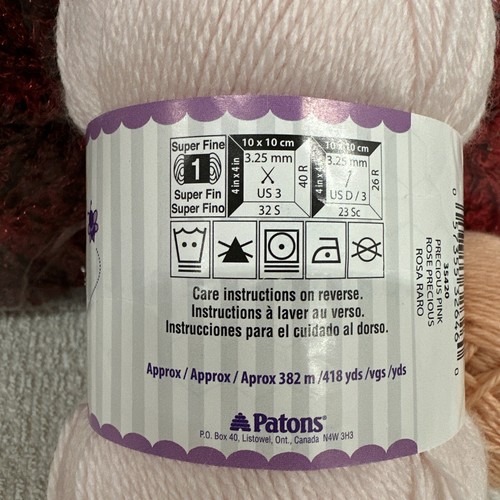 Super Fine
1
Super Fin
Super Fino
10 x 10 cm
4 in x 4 in
3.25 mm
US 3
40 R
32 S
10 x 10 cm
4 in x 4 in
3.25 mm
US D / 3
26 R
23 Sc
Care instructions on reverse.
Instructions à laver au verso.
Instrucciones para el cuidado al dorso.
Approx / Approx / Aprox 382 m /418 yds /vgs /yds
Patons®
P.O. Box 40, Listowel, Ont., Canada N4W 3H3
35420
PRECIOUS PINK
ROSE PRECIOUS
ROSA RARO